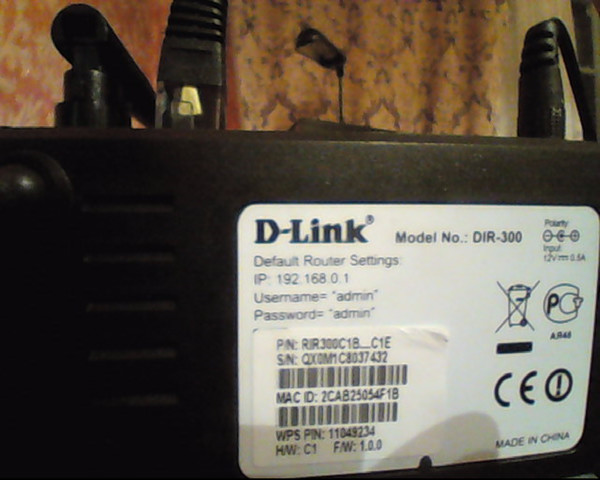 D-Link®
Model No.: DIR-300
Polarity:
Input:
12V 0.5A
Default Router Settings:
IP: 192.168.0.1
Username= "admin"
Password= "admin"
P/N: RIR300C1B....C1E
S/N: QX0M1C8037432
MAC ID: 2CAB25054F1B
WPS PIN: 11049234
H/W: C1 F/W: 1.0.0
CE
MADE IN CHINA